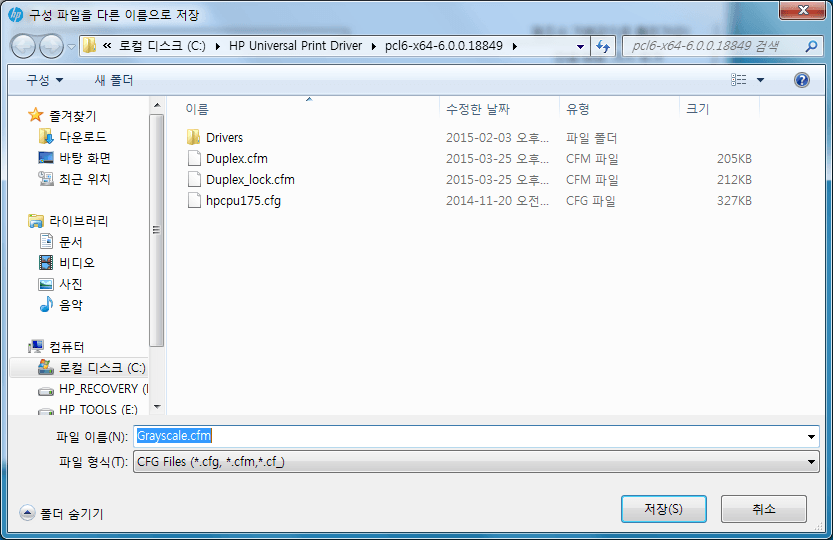 구성 파일을 다른 이름으로 저장
« 로컬 디스크 (C:) ▸ HP Universal Print Driver ▸ pcl6-x64-6.0.0.18849 ▸
pcl6-x64-6.0.0.18849 검색
구성 새 폴더
이름 수정한 날짜 유형 크기
Drivers 2015-02-03 오후... 파일 폴더
Duplex.cfm 2015-03-25 오후... CFM 파일 205KB
Duplex_lock.cfm 2015-03-25 오후... CFM 파일 212KB
hpcpu175.cfg 2014-11-20 오전... CFG 파일 327KB
즐겨찾기
다운로드
바탕 화면
최근 위치
라이브러리
문서
비디오
사진
음악
컴퓨터
로컬 디스크 (C:)
HP_RECOVERY (
HP_TOOLS (E:)
파일 이름(N): Grayscale.cfm
파일 형식(T): CFG Files (*.cfg, *.cfm,*.cf_)
폴더 숨기기
저장(S) 취소